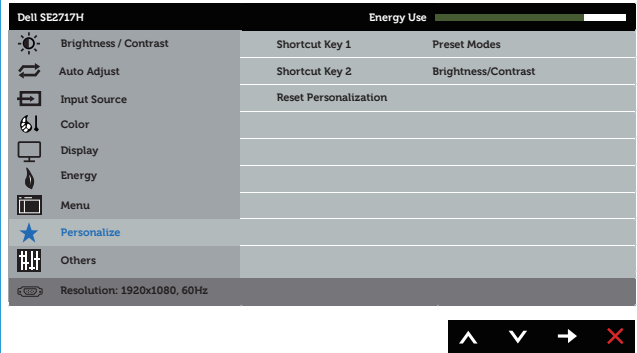 Dell SE2717H Energy Use
Brightness / Contrast Shortcut Key 1 Preset Modes
Auto Adjust Shortcut Key 2 Brightness/Contrast
Input Source Reset Personalization
Color
Display
Energy
Menu
Personalize
Others
Resolution: 1920x1080, 60Hz